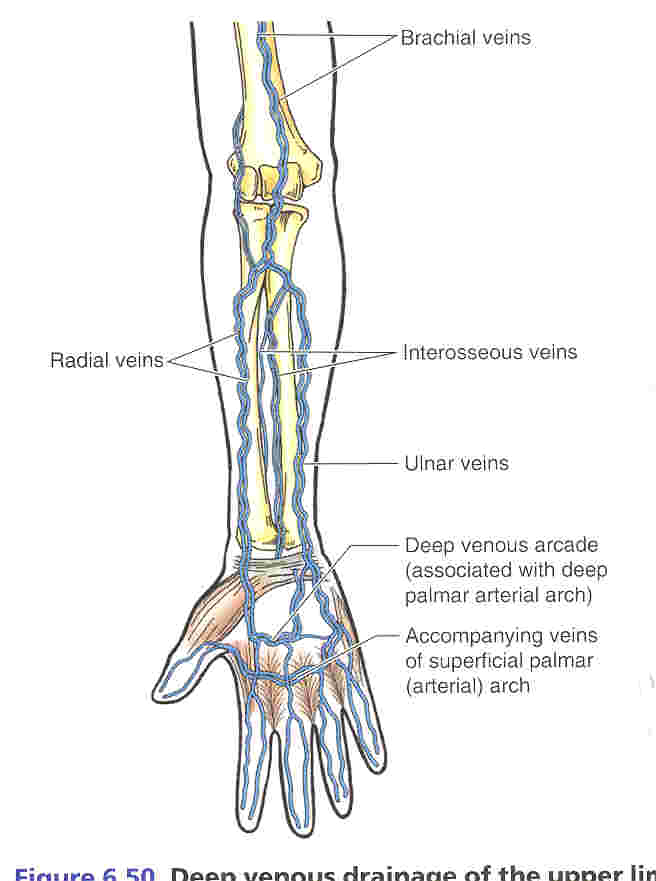 Brachial veins
Radial veins
Interosseous veins
Ulnar veins
Deep venous arcade
(associated with deep
palmar arterial arch)
Accompanying veins
of superficial palmar
(arterial) arch
Figure 6.50 Deep venous drainage of the upper